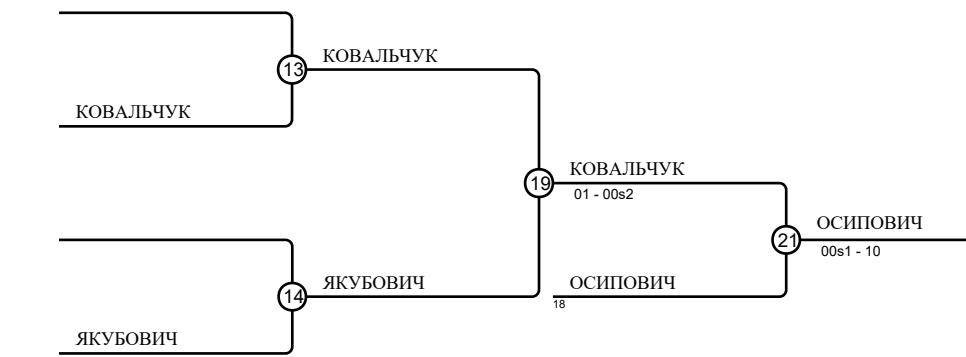 КОВАЛЬЧУК
13
КОВАЛЬЧУК
КОВАЛЬЧУК
19
01 - 00s2
ОСИПОВИЧ
21
00s1 - 10
ЯКУБОВИЧ
14
ОСИПОВИЧ
18
ЯКУБОВИЧ